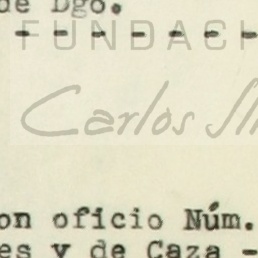 de Dgo.
- - - - - - -
FUNDACI
Carlos Sl
on oficio Núm.
es y de Caza -